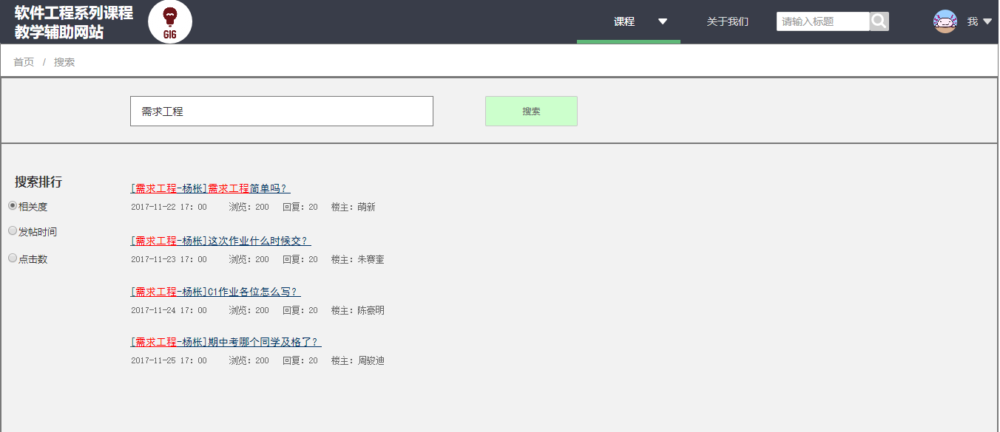 软件工程系列课程
教学辅助网站
G16
课程
关于我们
请输入标题
我
首页 / 搜索
需求工程
搜索
搜索排行
相关度
发帖时间
点击数
[需求工程-杨枨]需求工程简单吗?
2017-11-22 17: 00 浏览: 200 回复: 20 楼主: 萌新
[需求工程-杨枨]这次作业什么时候交?
2017-11-23 17: 00 浏览: 200 回复: 20 楼主: 朱赛奎
[需求工程-杨枨]C1作业各位怎么写?
2017-11-24 17: 00 浏览: 200 回复: 20 楼主: 陈豪明
[需求工程-杨枨]期中考哪个同学及格了?
2017-11-25 17: 00 浏览: 200 回复: 20 楼主: 周骏迪